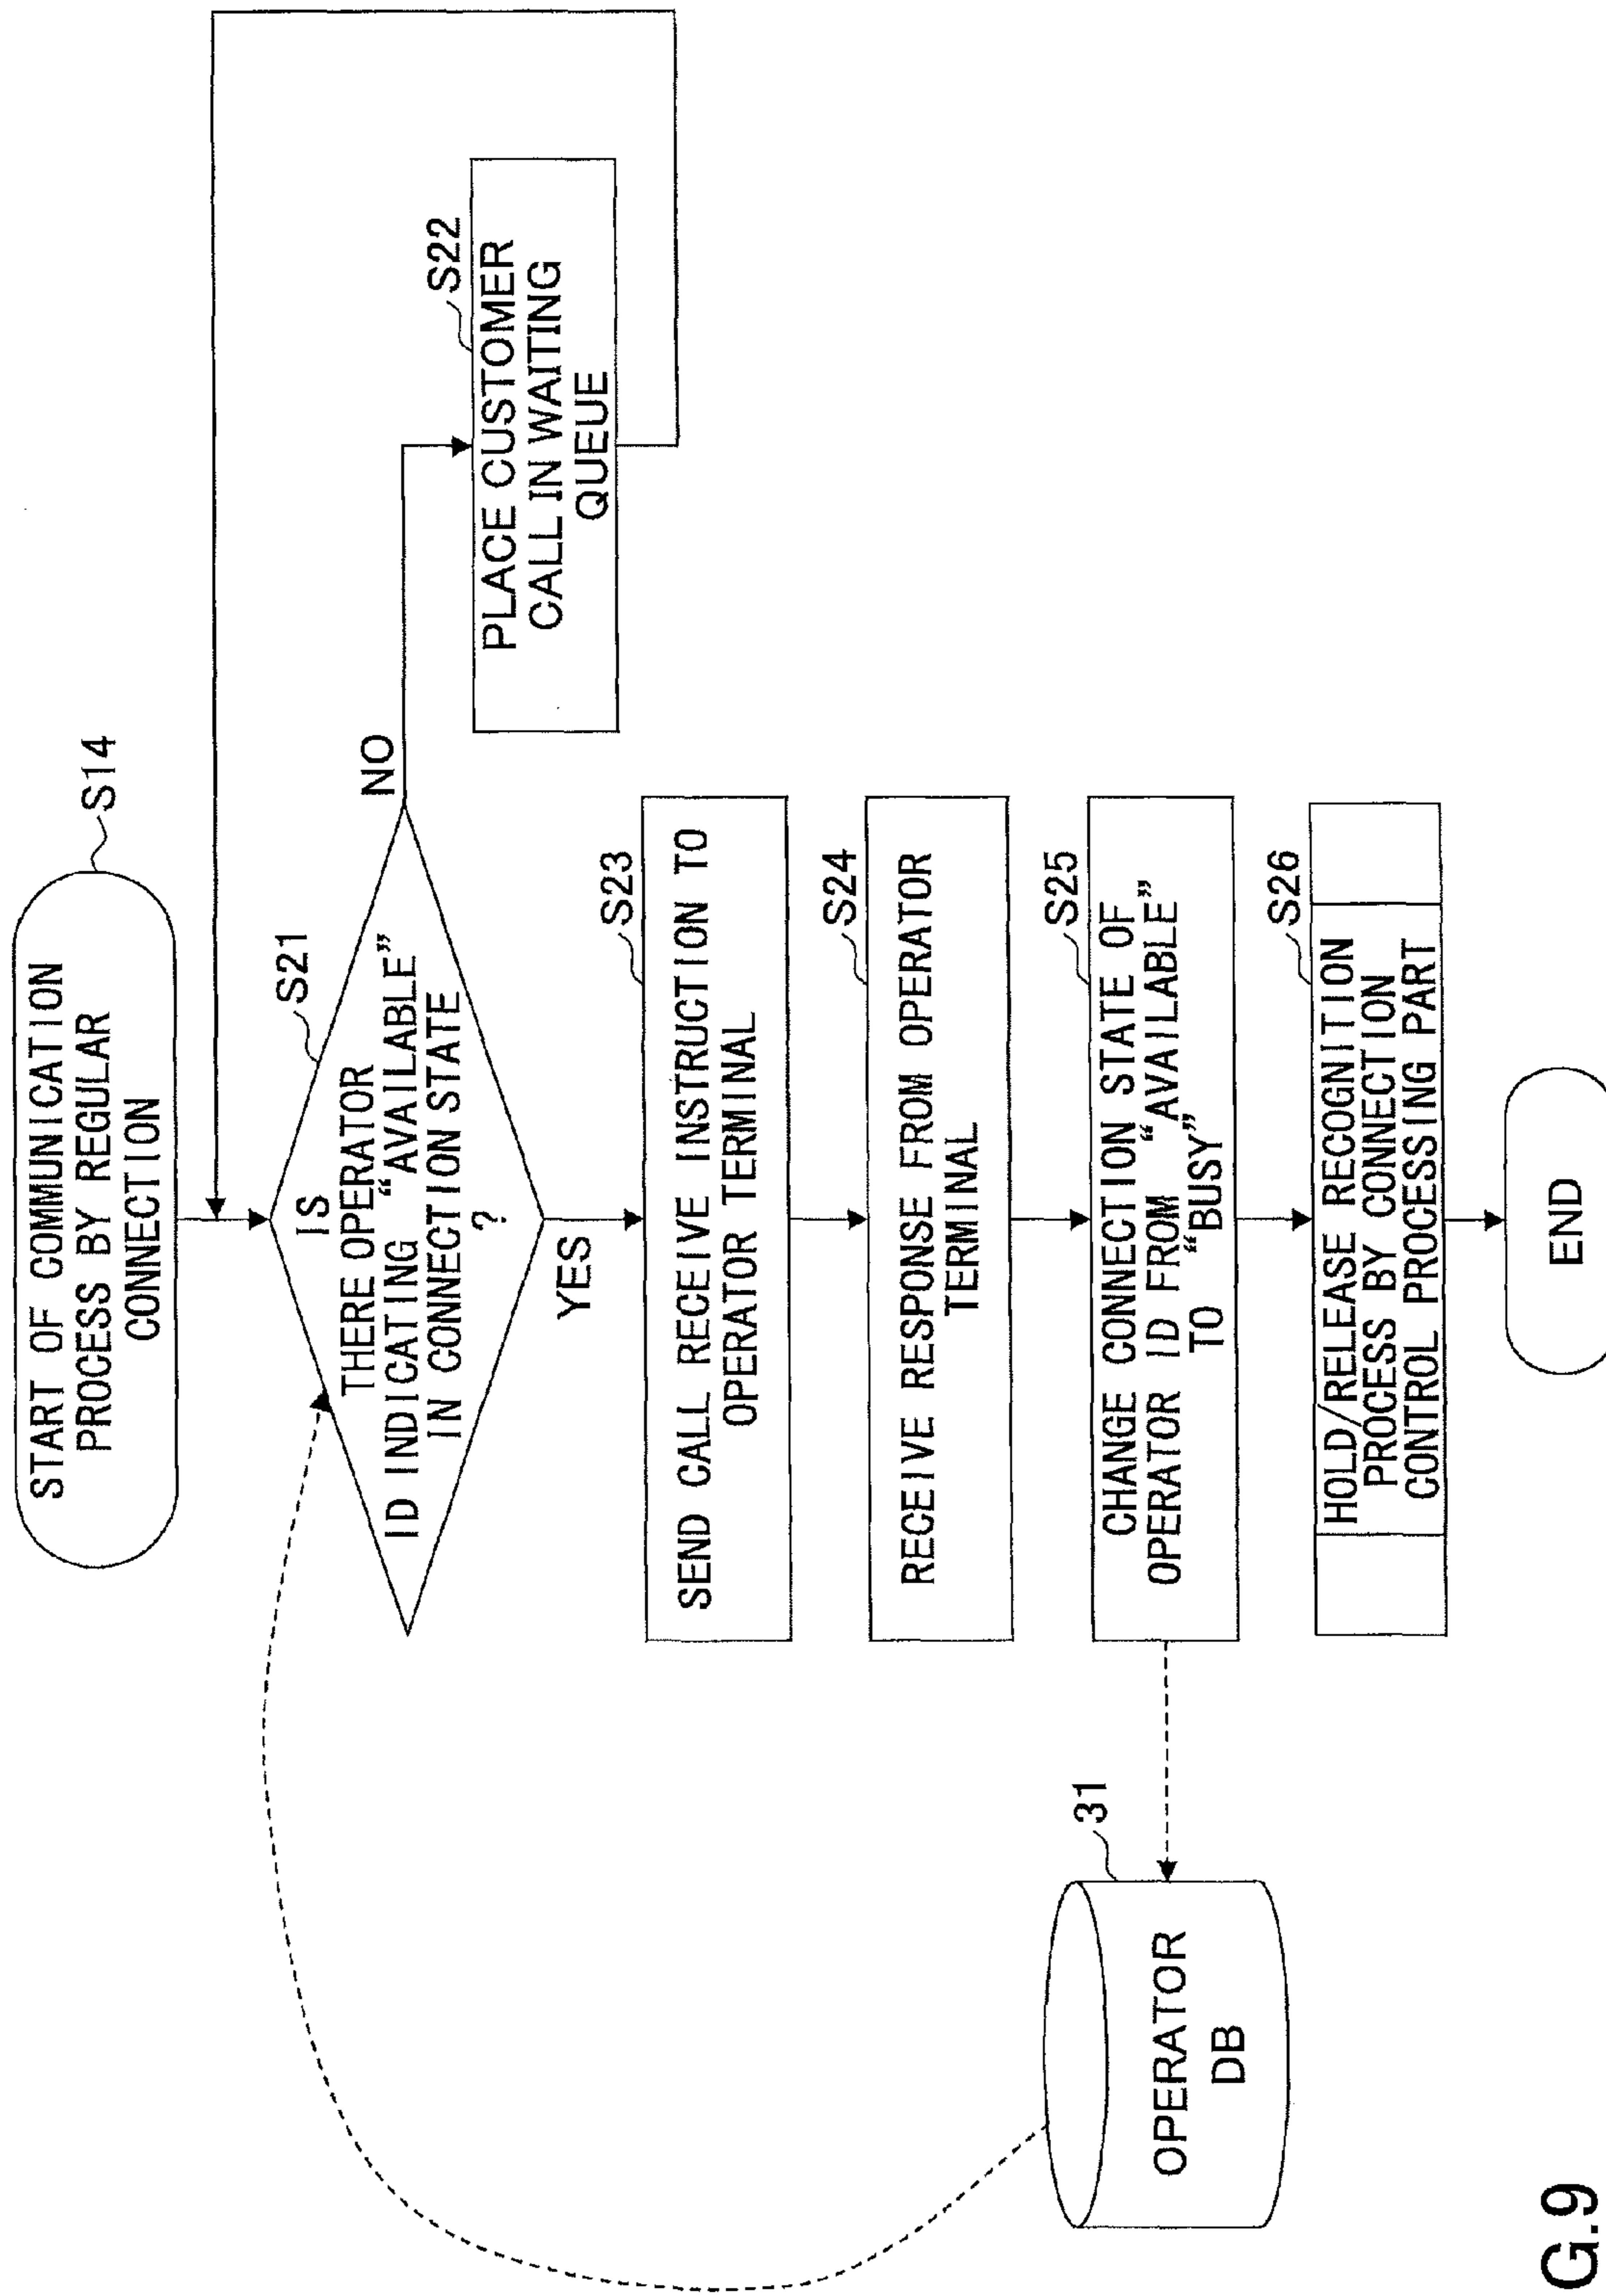 START OF COMMUNICATION
PROCESS BY REGULAR
CONNECTION
S14
IS
THERE OPERATOR
ID INDICATING “AVAILABLE”
IN CONNECTION STATE
?
S21
NO
YES
PLACE CUSTOMER
CALL IN WAITING
QUEUE
S22
SEND CALL RECEIVE INSTRUCTION TO
OPERATOR TERMINAL
S23
RECEIVE RESPONSE FROM OPERATOR
TERMINAL
S24
CHANGE CONNECTION STATE OF
OPERATOR ID FROM “AVAILABLE”
TO “BUSY”
S25
HOLD/RELEASE RECOGNITION
PROCESS BY CONNECTION
CONTROL PROCESSING PART
S26
END
31
OPERATOR
DB
G.9